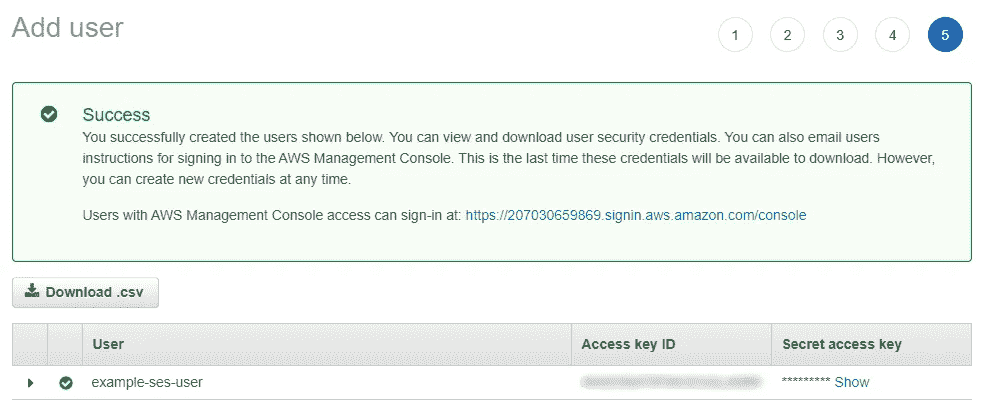 Add user
1 2 3 4 5
Success
You successfully created the users shown below. You can view and download user security credentials. You can also email users
instructions for signing in to the AWS Management Console. This is the last time these credentials will be available to download. However,
you can create new credentials at any time.
Users with AWS Management Console access can sign-in at: https://207030659869.signin.aws.amazon.com/console
Download .csv
User Access key ID Secret access key
example-ses-user ********* Show